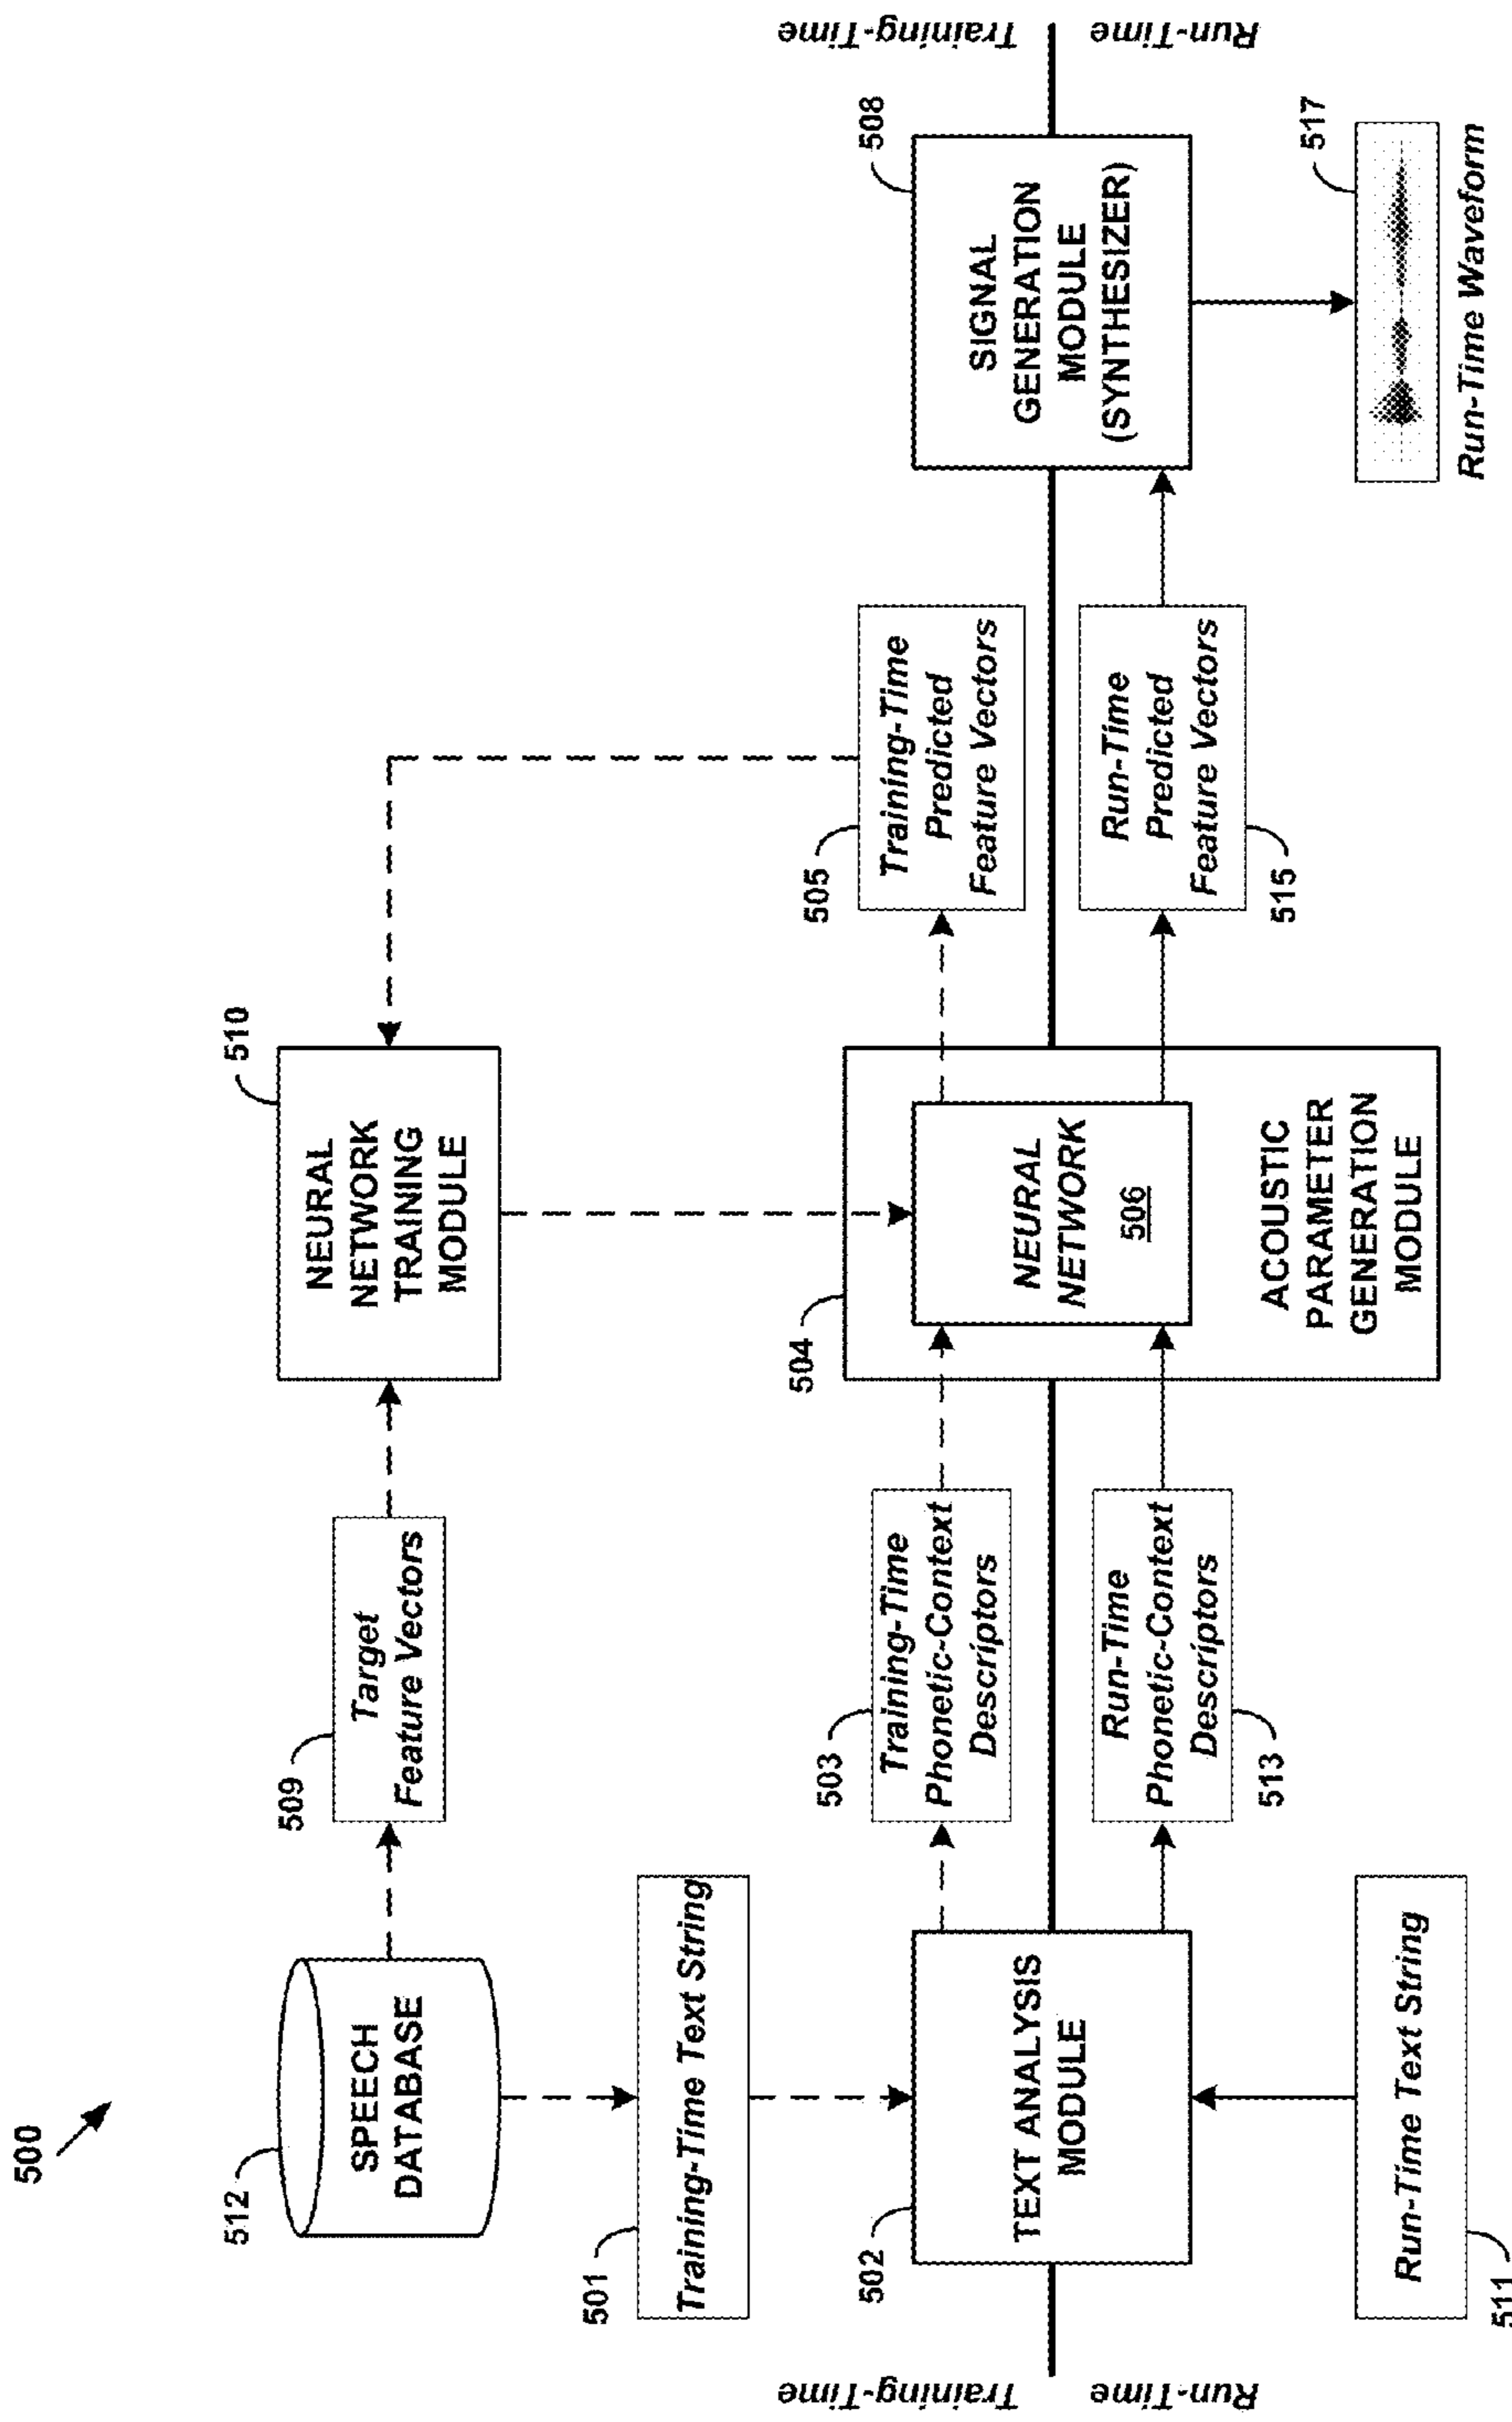 500
512
SPEECH
DATABASE
509
Target
Feature Vectors
510
NEURAL
NETWORK
TRAINING
MODULE
501
Training-Time Text String
Training-Time
Run-Time
502
TEXT ANALYSIS
MODULE
503
Training-Time
Phonetic-Context
Descriptors
Run-Time
Phonetic-Context
Descriptors
513
504
NEURAL
NETWORK
506
ACOUSTIC
PARAMETER
GENERATION
MODULE
505
Training-Time
Predicted
Feature Vectors
Run-Time
Predicted
Feature Vectors
515
508
SIGNAL
GENERATION
MODULE
(SYNTHESIZER)
Training-Time
Run-Time
511
Run-Time Text String
517
Run-Time Waveform